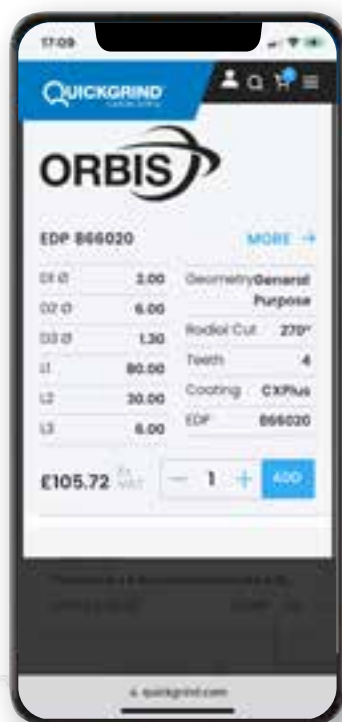 17:09
QUICKGRIND
ORBIS
EDP 866020 MORE →
D1 Ø 2.00
D2 Ø 6.00
D3 Ø 1.30
L1 80.00
L2 30.00
L3 6.00
Geometry General Purpose
Radial Cut 270°
Teeth 4
Coating CXPlus
EDP 866020
£105.72 Ex VAT − 1 + ADD
quickgrind.com